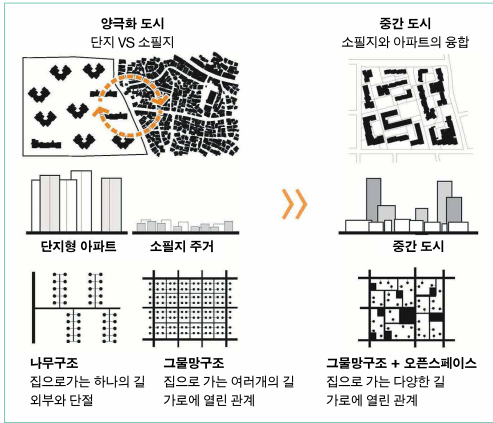 양극화 도시
단지 VS 소필지
중간 도시
소필지와 아파트의 융합
단지형 아파트
소필지 주거
중간 도시
나무구조
집으로가는 하나의 길
외부와 단절
그물망구조
집으로 가는 여러개의 길
가로에 열린 관계
그물망구조 + 오픈스페이스
집으로 가는 다양한 길
가로에 열린 관계